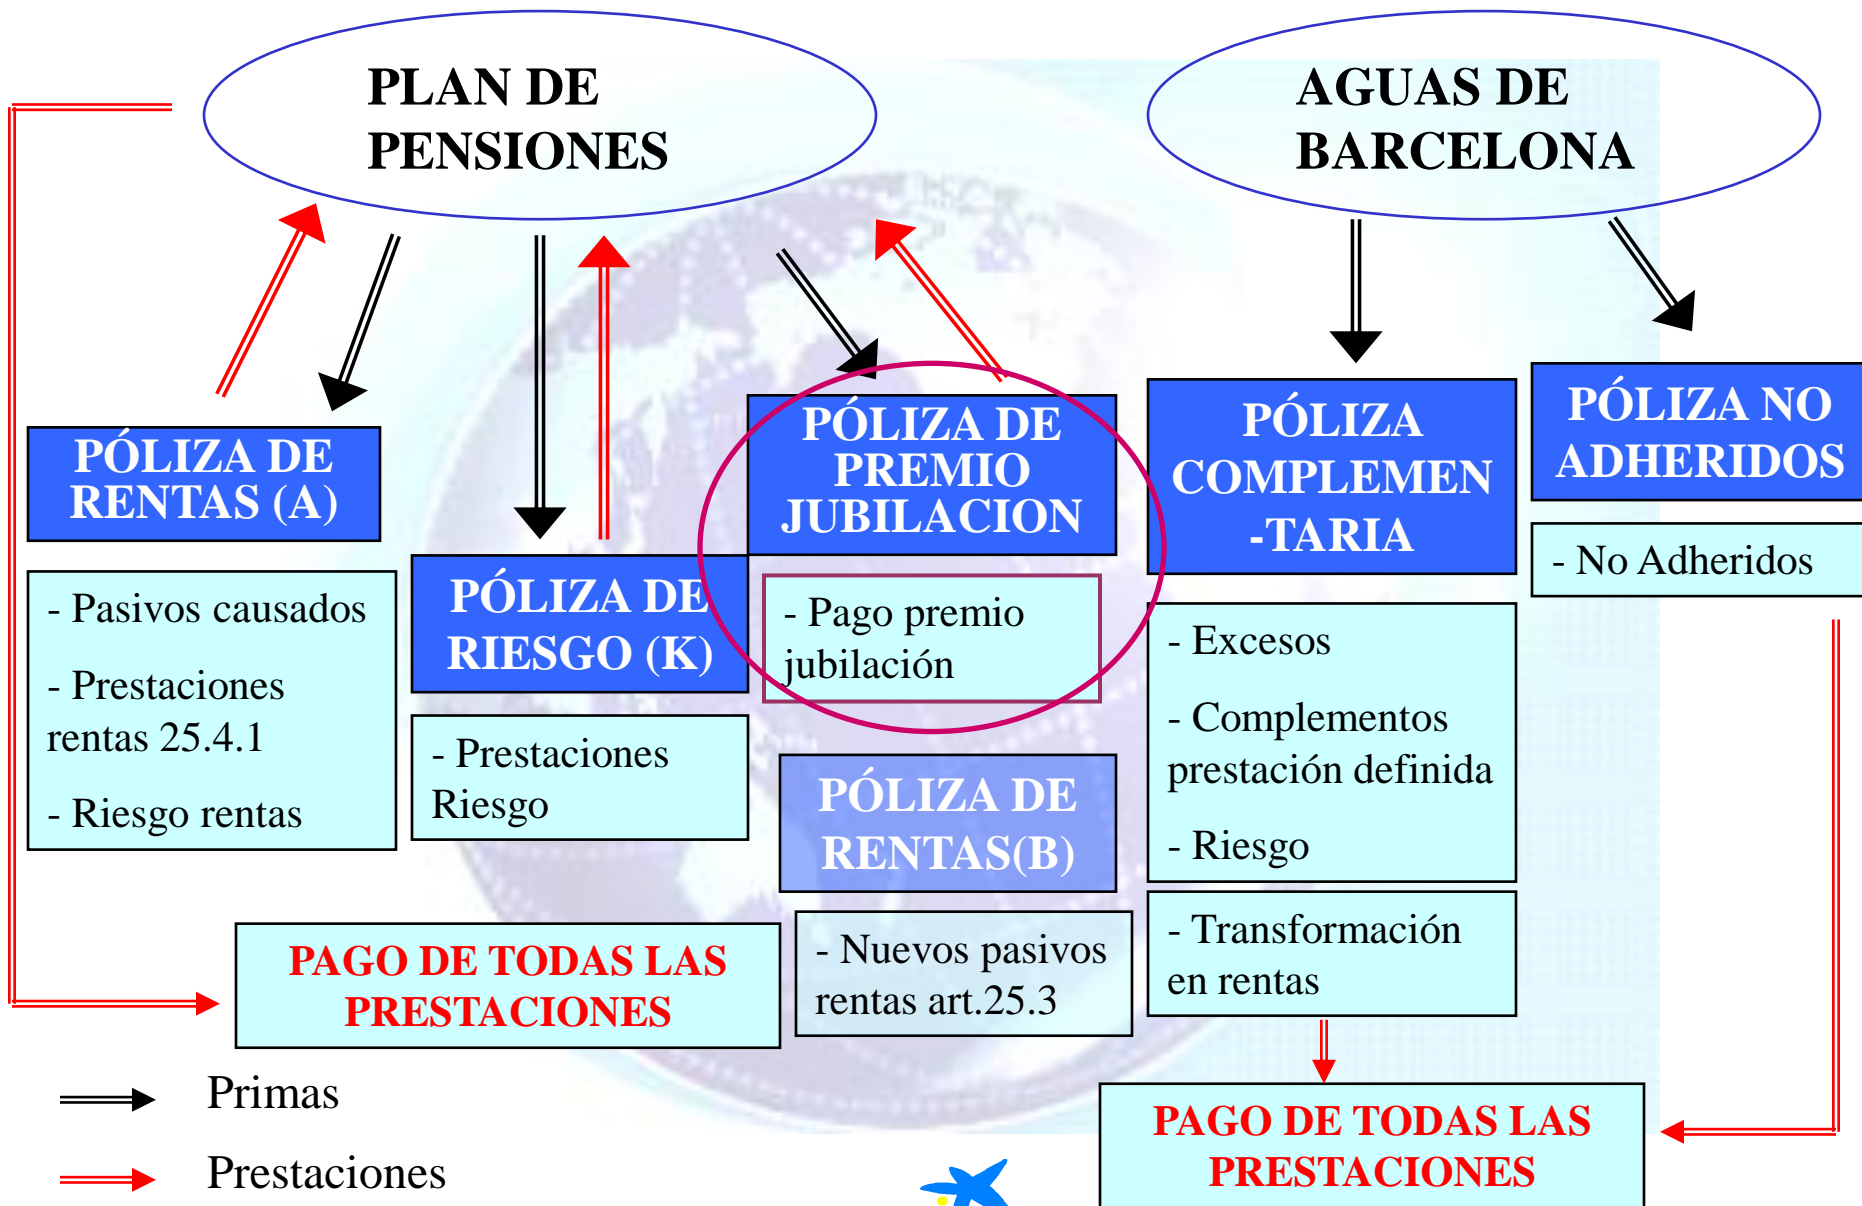 PLAN DE
PENSIONES
AGUAS DE
BARCELONA
PÓLIZA DE
RENTAS (A)
- Pasivos causados
- Prestaciones
rentas 25.4.1
- Riesgo rentas
PÓLIZA DE
RIESGO (K)
- Prestaciones
Riesgo
PÓLIZA DE
PREMIO
JUBILACION
- Pago premio
jubilación
PÓLIZA DE
RENTAS(B)
- Nuevos pasivos
rentas art.25.3
PÓLIZA
COMPLEMEN
-TARIA
- Excesos
- Complementos
prestación definida
- Riesgo
- Transformación
en rentas
PÓLIZA NO
ADHERIDOS
- No Adheridos
PAGO DE TODAS LAS
PRESTACIONES
PAGO DE TODAS LAS
PRESTACIONES
Primas
Prestaciones